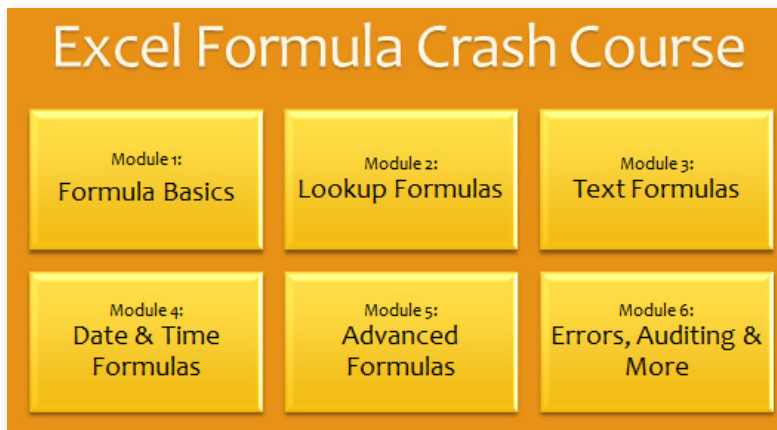 Excel Formula Crash Course
Module 1:
Formula Basics
Module 2:
Lookup Formulas
Module 3:
Text Formulas
Module 4:
Date & Time
Formulas
Module 5:
Advanced
Formulas
Module 6:
Errors, Auditing &
More